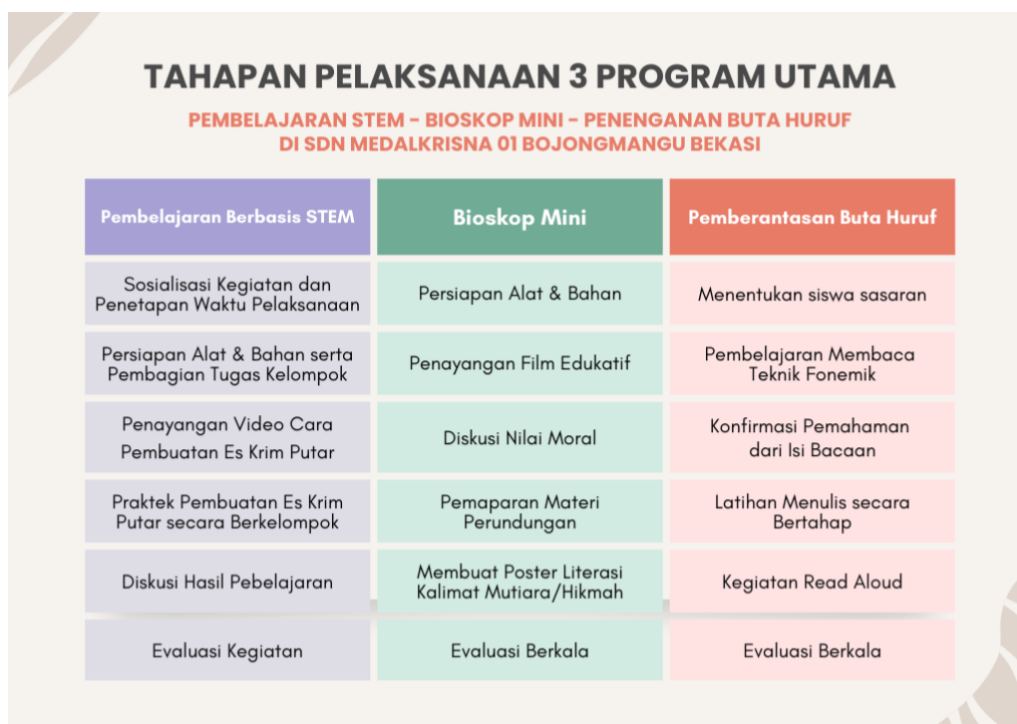 TAHAPAN PELAKSANAAN 3 PROGRAM UTAMA
PEMBELAJARAN STEM - BIOSKOP MINI - PENENGANAN BUTA HURUF
DI SDN MEDALKRISNA 01 BOJONGMANGU BEKASI
Pembelajaran Berbasis STEM
Bioskop Mini
Pemberantasan Buta Huruf
Sosialisasi Kegiatan dan
Penetapan Waktu Pelaksanaan
Persiapan Alat & Bahan
Menentukan siswa sasaran
Persiapan Alat & Bahan serta
Pembagian Tugas Kelompok
Penayangan Film Edukatif
Pembelajaran Membaca
Teknik Fonemik
Penayangan Video Cara
Pembuatan Es Krim Putar
Diskusi Nilai Moral
Konfirmasi Pemahaman
dari Isi Bacaan
Praktek Pembuatan Es Krim
Putar secara Berkelompok
Pemaparan Materi
Perundungan
Latihan Menulis secara
Bertahap
Diskusi Hasil Pebelajaran
Membuat Poster Literasi
Kalimat Mutiara/Hikmah
Kegiatan Read Aloud
Evaluasi Kegiatan
Evaluasi Berkala
Evaluasi Berkala